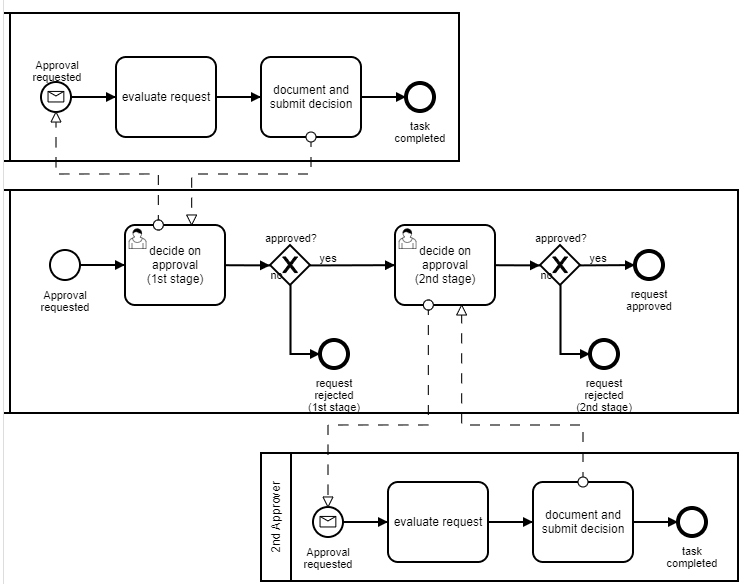 Approval
requested
evaluate request
document and
submit decision
task
completed
decide on
approval
(1st stage)
approved?
yes
no
decide on
approval
(2nd stage)
approved?
yes
no
Approval
requested
request
approved
request
rejected
(1st stage)
request
rejected
(2nd stage)
2nd Approver
evaluate request
document and
submit decision
Approval
requested
task
completed